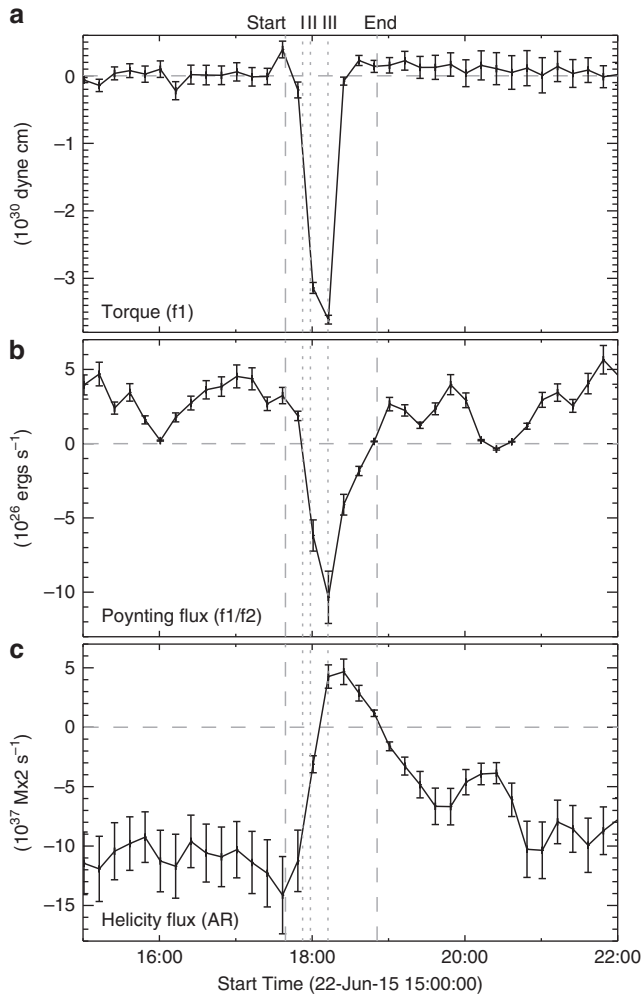 a
Start I II III End
0
−1
−2
−3
(10³⁰ dyne cm)
Torque (f1)
b
5
0
−5
−10
(10²⁶ ergs s⁻¹)
Poynting flux (f1/f2)
c
5
0
−5
−10
−15
(10³⁷ Mx2 s⁻¹)
Helicity flux (AR)
16:00 18:00 20:00 22:00
Start Time (22-Jun-15 15:00:00)